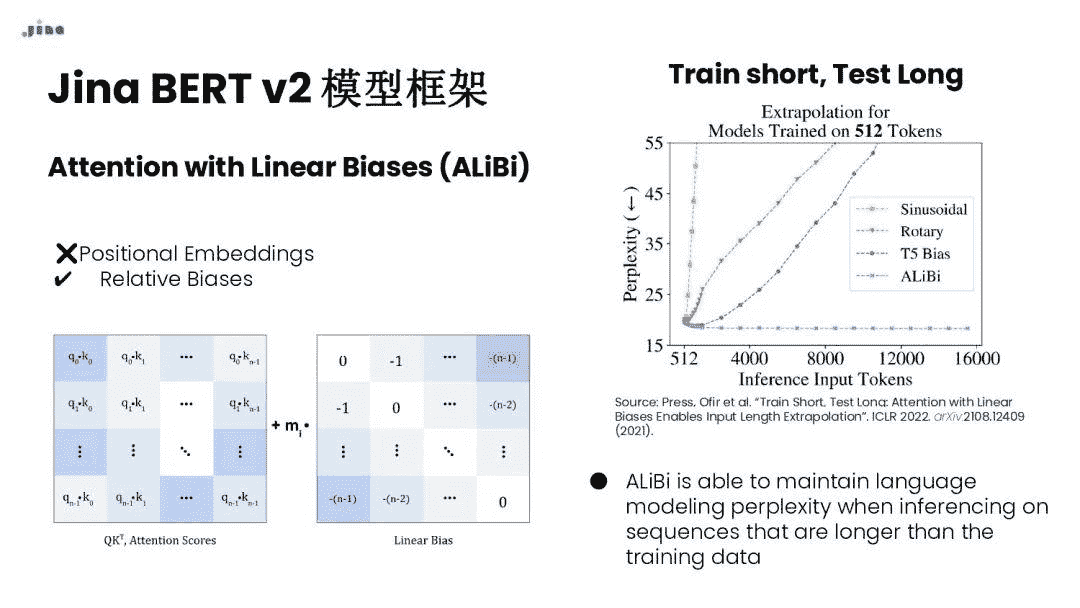 Jina
Jina BERT v2 模型框架
Attention with Linear Biases (ALiBi)
❌Positional Embeddings
✔ Relative Biases
q₀•k₀ q₀•k₁ ••• q₀•kₙ₋₁
q₁•k₀ q₁•k₁ ••• q₁•kₙ₋₁
⋮ ⋮ ⋱ ⋮
qₙ₋₁•k₀ qₙ₋₁•k₁ ••• qₙ₋₁•kₙ₋₁
QKᵀ, Attention Scores
+ mᵢ•
0 -1 ••• -(n-1)
-1 0 ••• -(n-2)
⋮ ⋮ ⋱ ⋮
-(n-1) -(n-2) ••• 0
Linear Bias
Train short, Test Long
Extrapolation for
Models Trained on 512 Tokens
Perplexity (←)
55
45
35
25
15
Sinusoidal
Rotary
T5 Bias
ALiBi
512 4000 8000 12000 16000
Inference Input Tokens
Source: Press, Ofir et al. "Train Short, Test Long: Attention with Linear
Biases Enables Input Length Extrapolation". ICLR 2022. arXiv:2108.12409
(2021).
● ALiBi is able to maintain language
modeling perplexity when inferencing on
sequences that are longer than the
training data